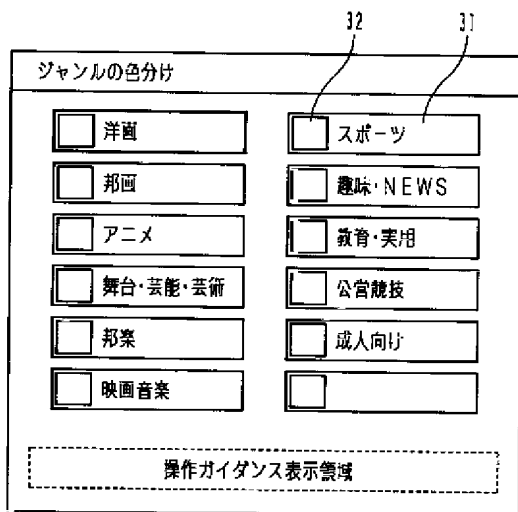 32 31
ジャンルの色分け
洋画
邦画
アニメ
舞台・芸能・芸術
邦楽
映画音楽
スポーツ
趣味・NEWS
教育・実用
公営競技
成人向け
操作ガイダンス表示領域